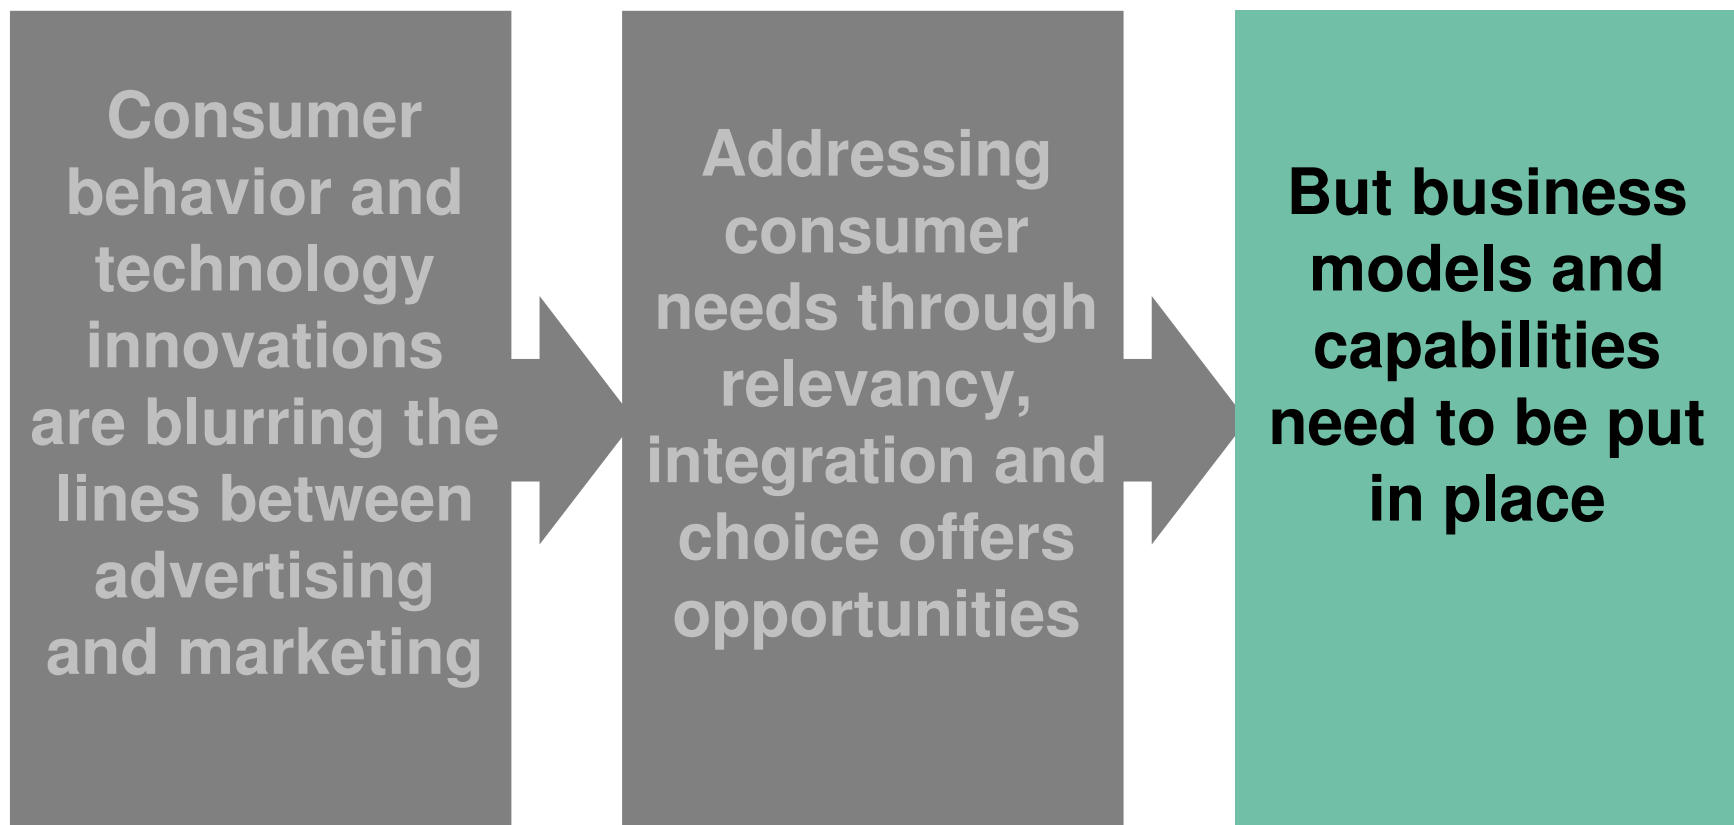 Consumer
behavior and
technology
innovations
are blurring the
lines between
advertising
and marketing
Addressing
consumer
needs through
relevancy,
integration and
choice offers
opportunities
But business
models and
capabilities
need to be put
in place